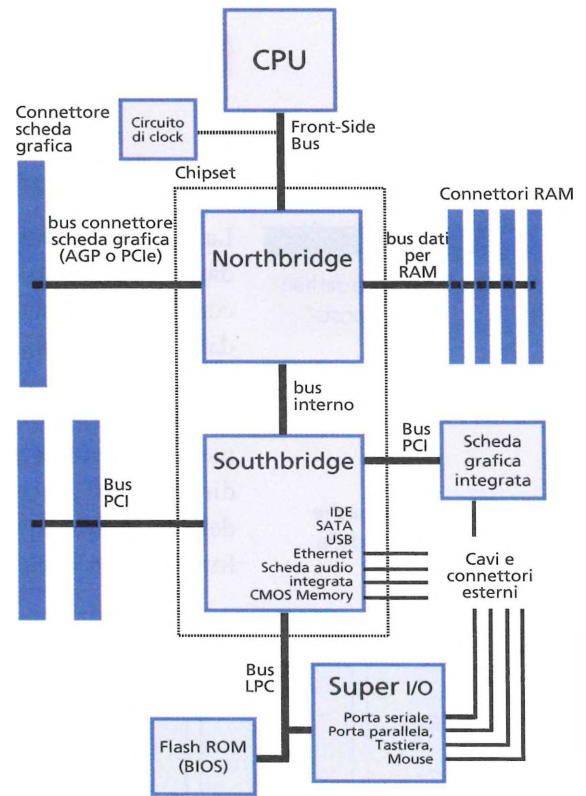 CPU
Connettore
scheda
grafica
Circuito
di clock
Front-Side
Bus
Chipset
Connettori RAM
bus connettore
scheda grafica
(AGP o PCIe)
Northbridge
bus dati
per
RAM
bus
interno
Bus
PCI
Southbridge
IDE
SATA
USB
Ethernet
Scheda audio
integrata
CMOS Memory
Bus
PCI
Scheda
grafica
integrata
Cavi e
connettori
esterni
Bus
LPC
Super I/O
Porta seriale,
Porta parallela,
Tastiera,
Mouse
Flash ROM
(BIOS)